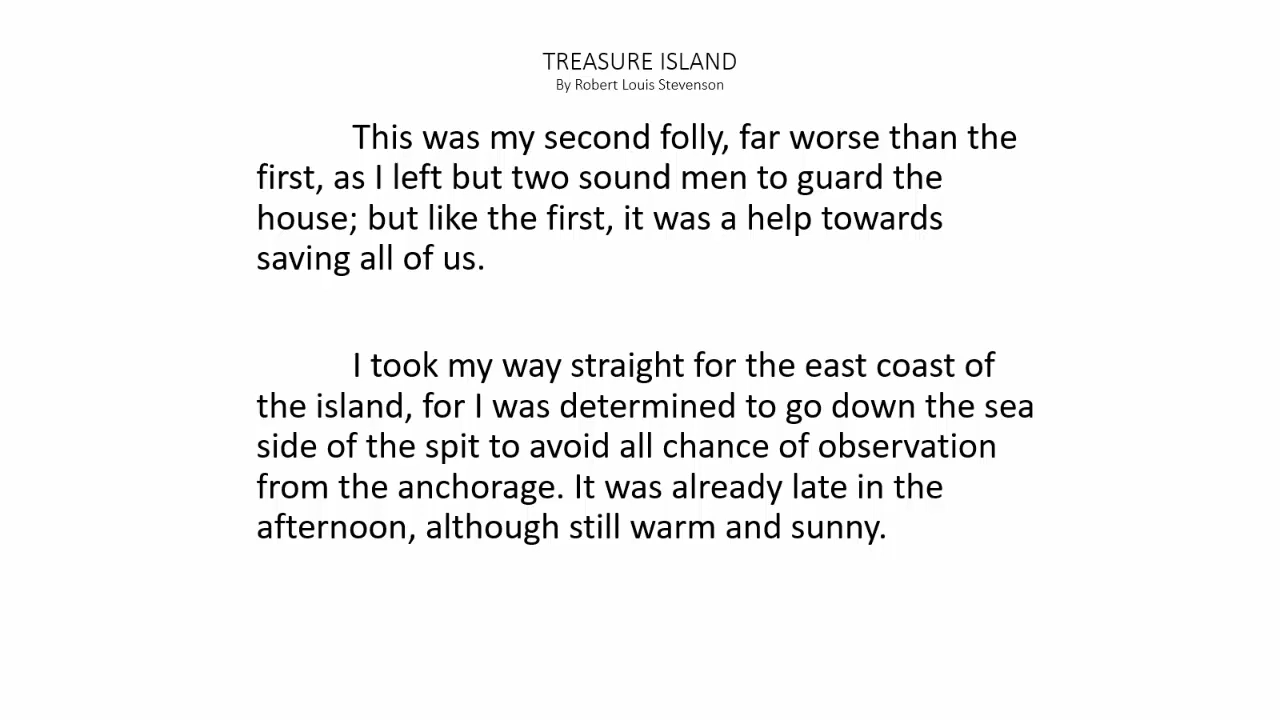 TREASURE ISLAND
By Robert Louis Stevenson
This was my second folly, far worse than the
first, as I left but two sound men to guard the
house; but like the first, it was a help towards
saving all of us.
I took my way straight for the east coast of
the island, for I was determined to go down the sea
side of the spit to avoid all chance of observation
from the anchorage. It was already late in the
afternoon, although still warm and sunny.